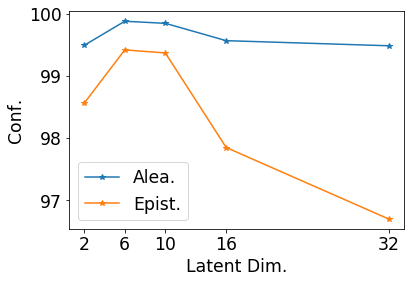 100
99
98
97
Conf.
Alea.
Epist.
2 6 10 16 32
Latent Dim.